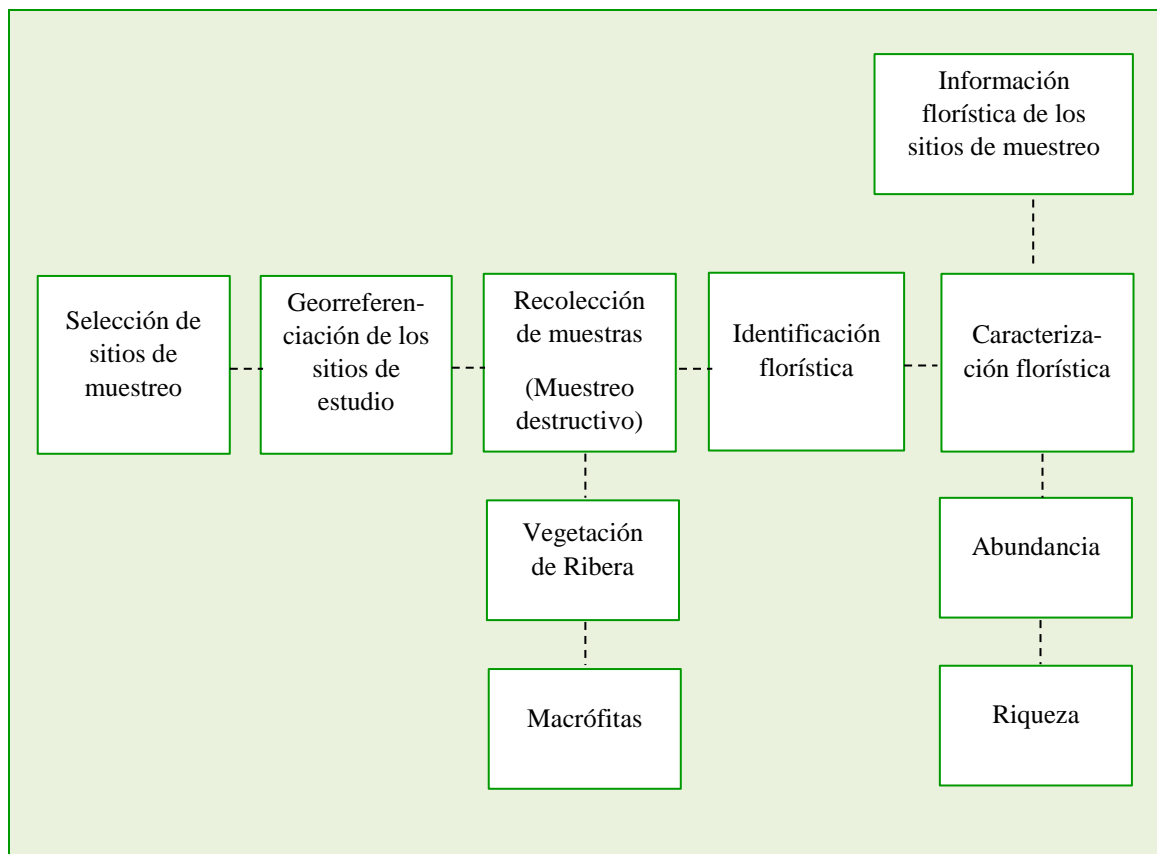 Información
florística de los
sitios de muestreo
Selección de
sitios de
muestreo
Georreferen-
ciación de los
sitios de
estudio
Recolección
de muestras
(Muestreo
destructivo)
Identificación
florística
Caracteriza-
ción florística
Vegetación
de Ribera
Abundancia
Macrófitas
Riqueza